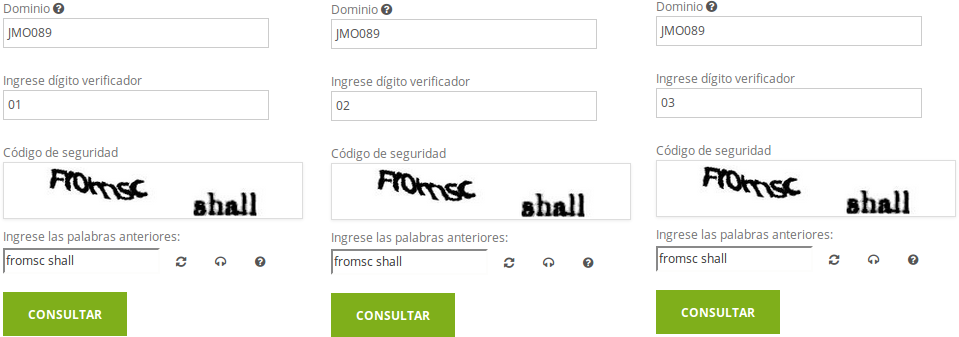 Dominio ?
JMO089
Ingrese dígito verificador
01
Código de seguridad
Fromsc shall
Ingrese las palabras anteriores:
fromsc shall
?
CONSULTAR
Dominio ?
JMO089
Ingrese dígito verificador
02
Código de seguridad
Fromsc shall
Ingrese las palabras anteriores:
fromsc shall
?
CONSULTAR
Dominio ?
JMO089
Ingrese dígito verificador
03
Código de seguridad
Fromsc shall
Ingrese las palabras anteriores:
fromsc shall
?
CONSULTAR